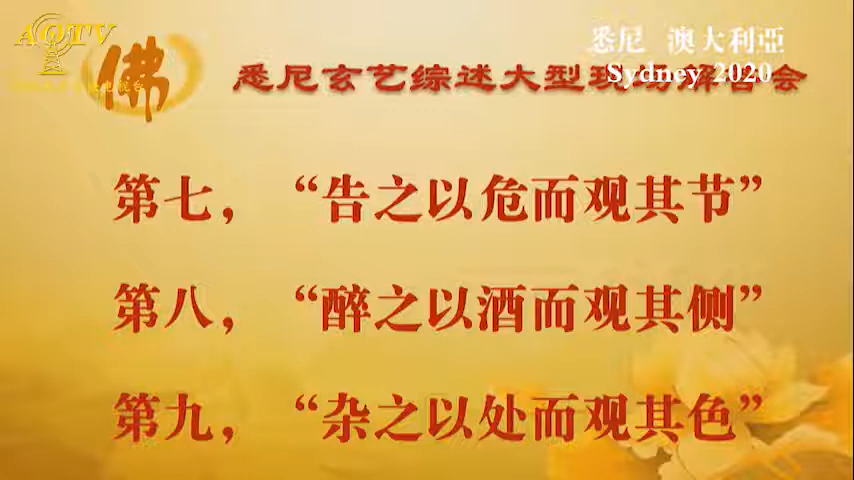 AOTV
佛
悉尼 澳大利亞
Sydney 2020
悉尼玄艺综述大型现场解答会
第七，“告之以危而观其节”
第八，“醉之以酒而观其侧”
第九，“杂之以处而观其色”